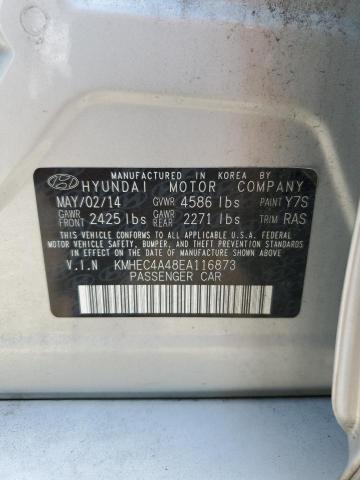 MANUFACTURED IN KOREA BY
HYUNDAI MOTOR COMPANY
MAY/02/14 GVWR 4586 lbs PAINT Y7S
GAWR FRONT 2425 lbs GAWR REAR 2271 lbs TRIM RAS
THIS VEHICLE CONFORMS TO ALL APPLICABLE U.S.A. FEDERAL
MOTOR VEHICLE SAFETY, BUMPER, AND THEFT PREVENTION STANDARDS
IN EFFECT ON THE DATE OF MANUFACTURE SHOWN ABOVE.
V.I.N KMHEC4A48EA116873
PASSENGER CAR